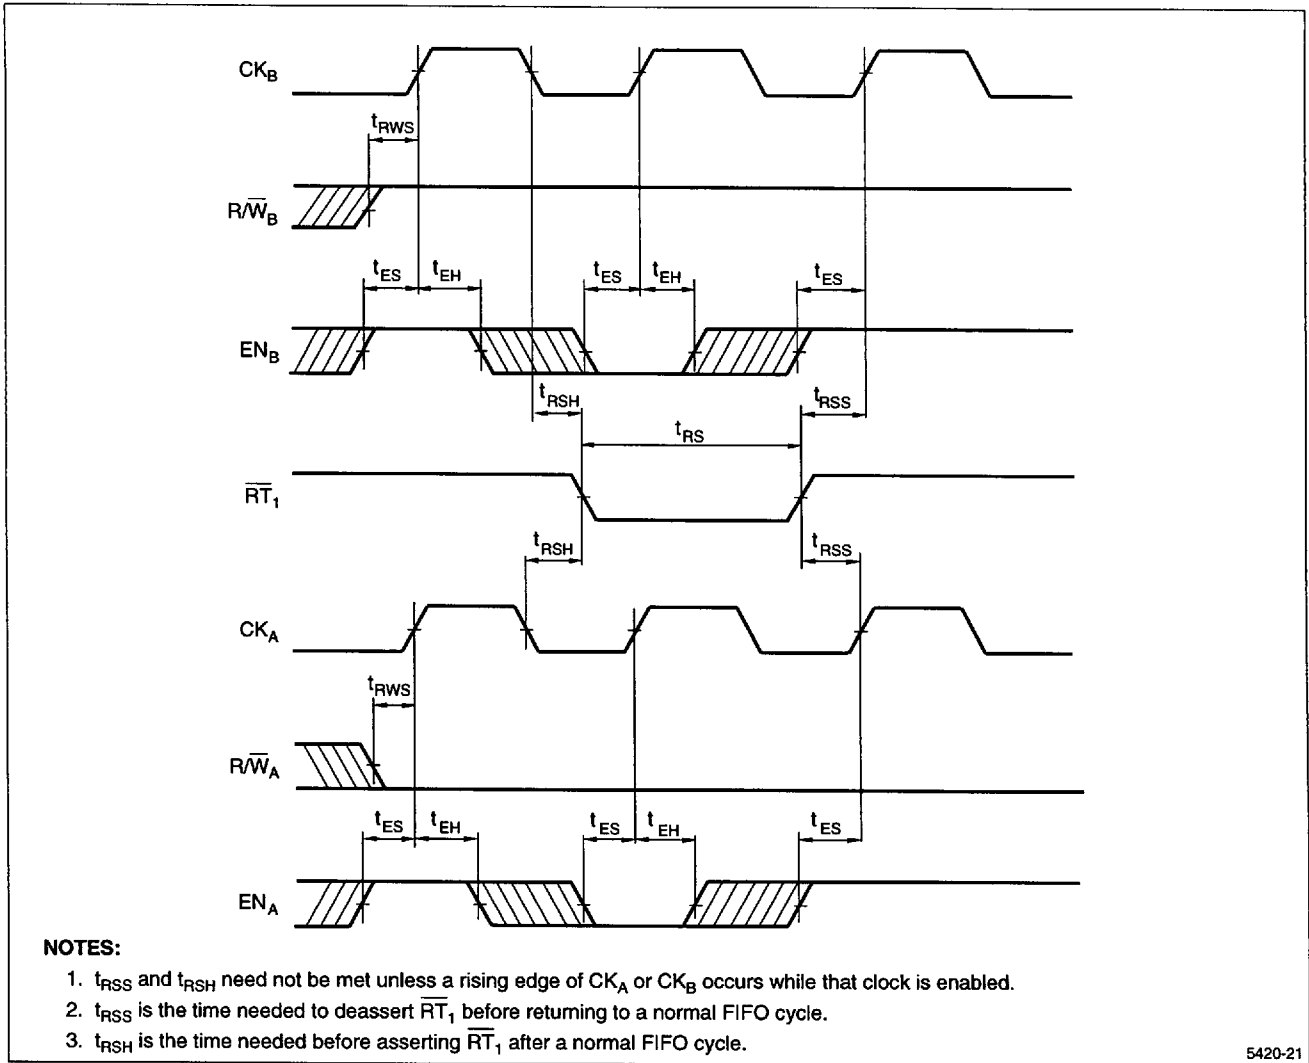 CK_B
t_RWS
R/W̅_B
t_ES t_EH t_ES t_EH t_ES
EN_B
t_RSH t_RSS
t_RS
R̅T̅_1
t_RSH t_RSS
CK_A
t_RWS
R/W̅_A
t_ES t_EH t_ES t_EH t_ES
EN_A
NOTES:
1. t_RSS and t_RSH need not be met unless a rising edge of CK_A or CK_B occurs while that clock is enabled.
2. t_RSS is the time needed to deassert R̅T̅_1 before returning to a normal FIFO cycle.
3. t_RSH is the time needed before asserting R̅T̅_1 after a normal FIFO cycle.
5420-21